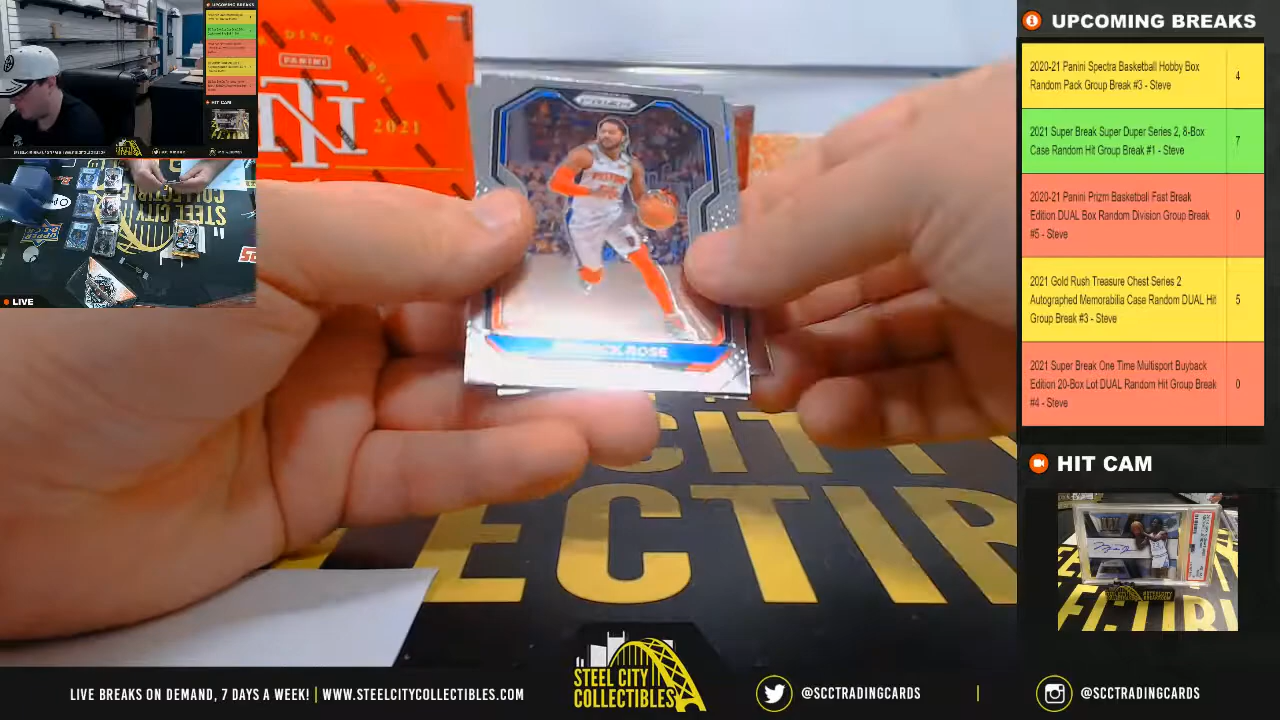 UPCOMING BREAKS
2020-21 Panini Spectra Basketball Hobby Box
Random Pack Group Break #3 - Steve
4
2021 Super Break Super Duper Series 2, 8-Box
Case Random Hit Group Break #1 - Steve
7
2020-21 Panini Prizm Basketball Fast Break
Edition DUAL Box Random Division Group Break
#5 - Steve
0
2021 Gold Rush Treasure Chest Series 2
Autographed Memorabilia Case Random DUAL Hit
Group Break #3 - Steve
5
2021 Super Break One Time Multisport Buyback
Edition 20-Box Lot DUAL Random Hit Group Break
#4 - Steve
0
HIT CAM
LIVE
PANINI
2021
PRIZM
PISTONS
ROSE
STEEL CITY
COLLECTIBLES
LIVE BREAKS ON DEMAND, 7 DAYS A WEEK! | WWW.STEELCITYCOLLECTIBLES.COM
STEEL CITY
COLLECTIBLES
@SCCTRADINGCARDS | @SCCTRADINGCARDS